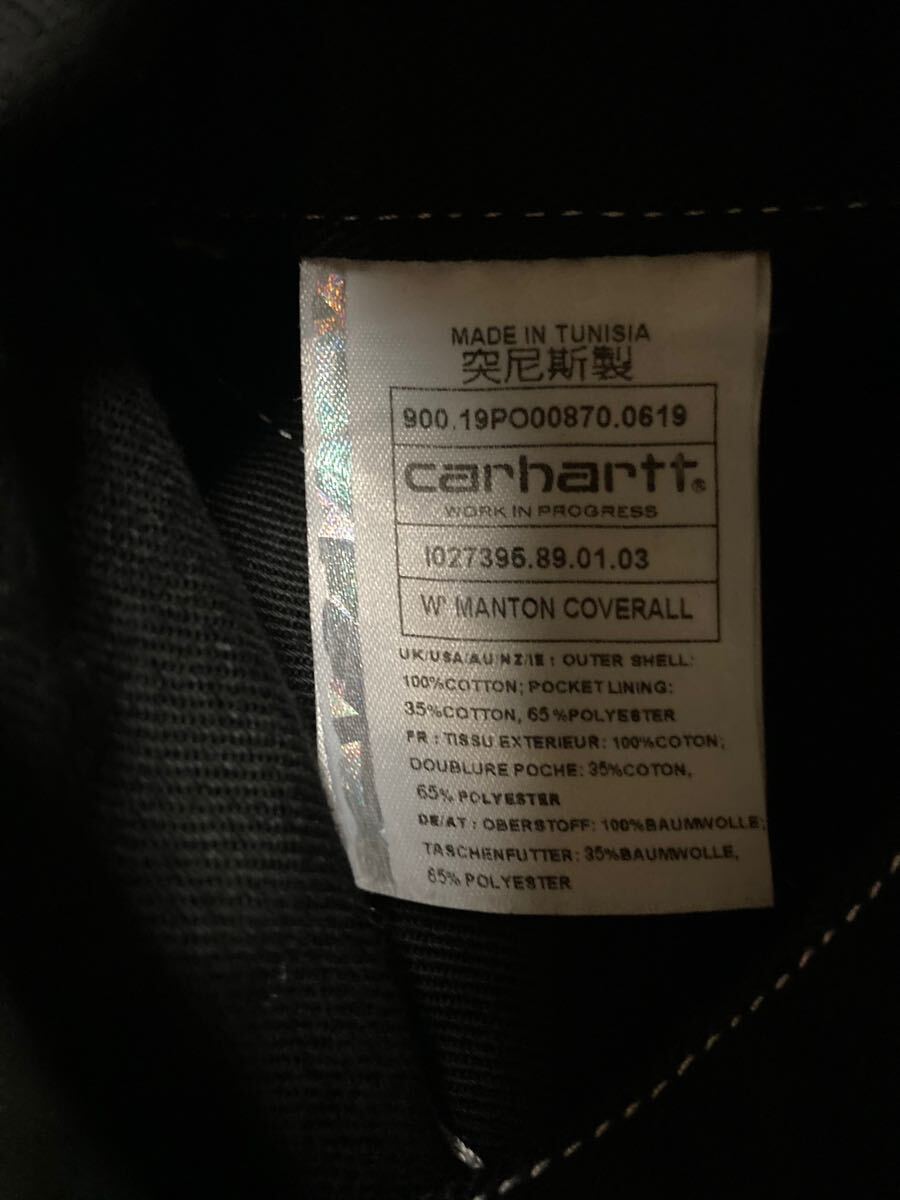 MADE IN TUNISIA
突尼斯製
900.19PO00870.0619
carhartt®
WORK IN PROGRESS
I027395.89.01.03
W' MANTON COVERALL
UK/USA/AU/NZ/IE : OUTER SHELL:
100%COTTON; POCKET LINING:
35%COTTON, 65%POLYESTER
FR : TISSU EXTERIEUR: 100%COTON;
DOUBLURE POCHE: 35%COTON,
65% POLYESTER
DE/AT : OBERSTOFF: 100%BAUMWOLLE;
TASCHENFUTTER: 35%BAUMWOLLE,
65% POLYESTER